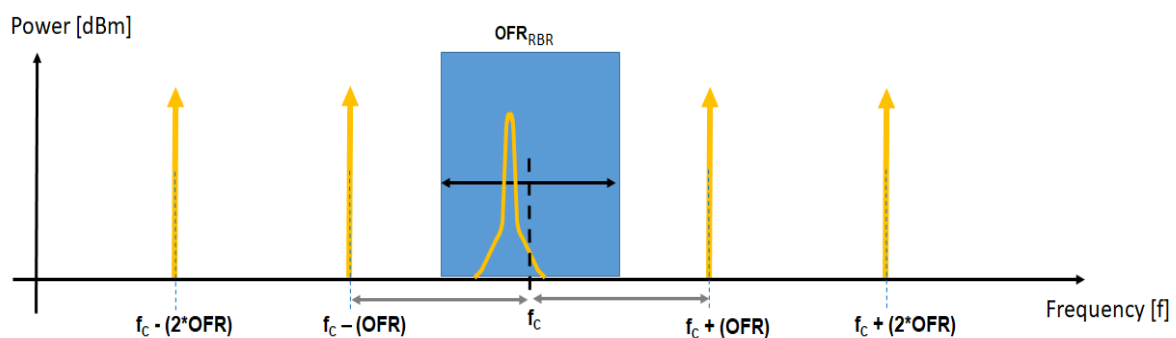 Power [dBm]
OFR_RBR
f_C - (2*OFR)
f_C – (OFR)
f_C
f_C + (OFR)
f_C + (2*OFR)
Frequency [f]